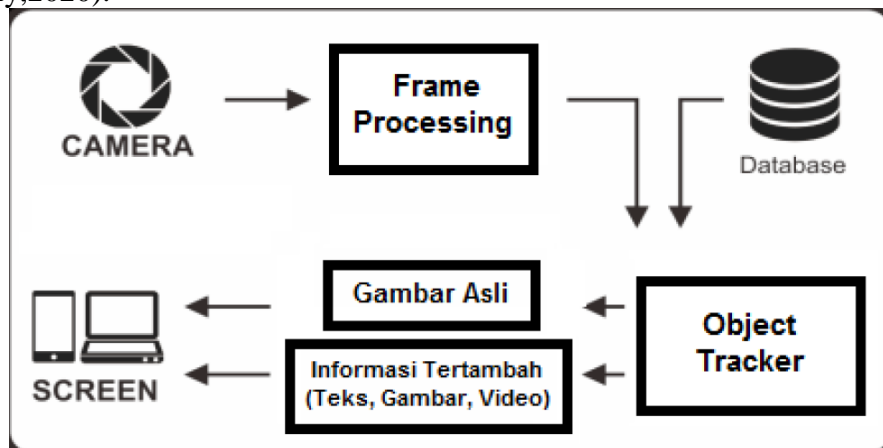 Frame
Processing
CAMERA
Database
Gambar Asli
Object
Tracker
Informasi Tertambah
(Teks, Gambar, Video)
SCREEN